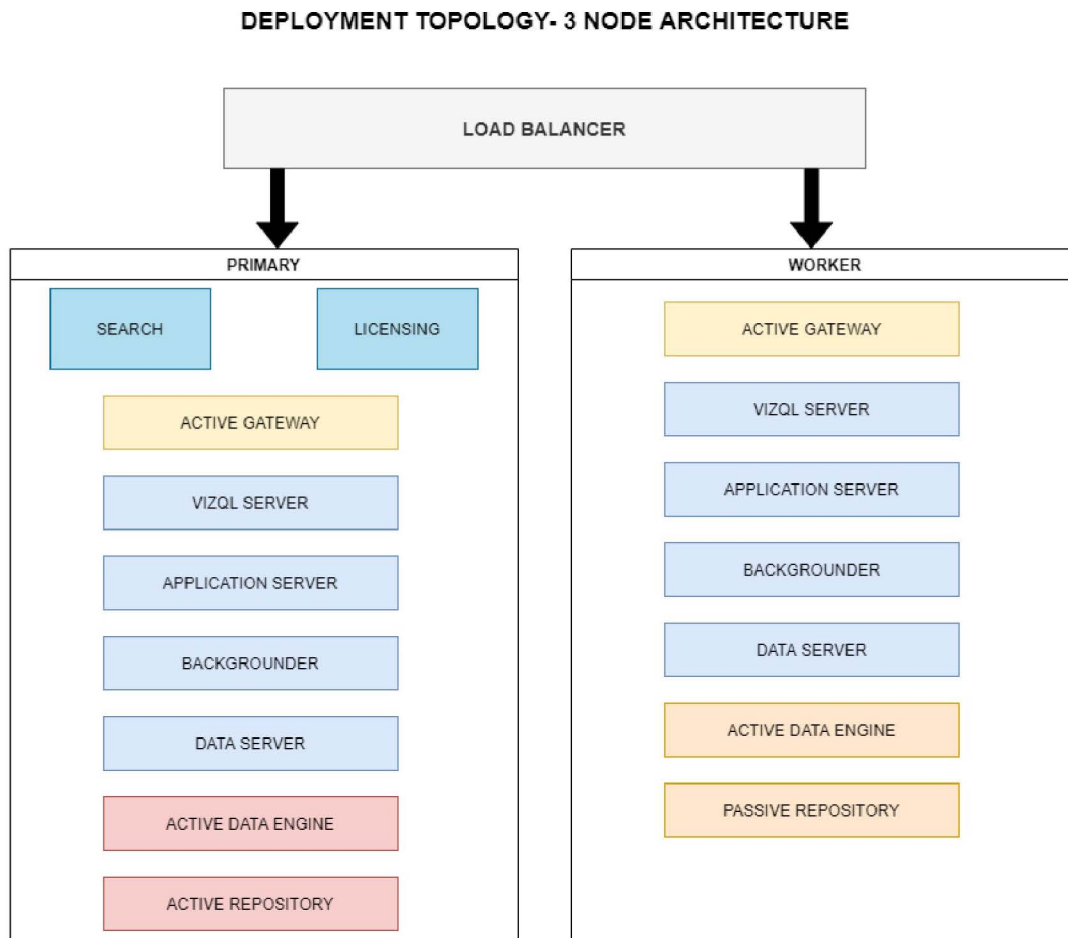 DEPLOYMENT TOPOLOGY- 3 NODE ARCHITECTURE
LOAD BALANCER
PRIMARY
SEARCH
LICENSING
ACTIVE GATEWAY
VIZQL SERVER
APPLICATION SERVER
BACKGROUNDER
DATA SERVER
ACTIVE DATA ENGINE
ACTIVE REPOSITORY
WORKER
ACTIVE GATEWAY
VIZQL SERVER
APPLICATION SERVER
BACKGROUNDER
DATA SERVER
ACTIVE DATA ENGINE
PASSIVE REPOSITORY